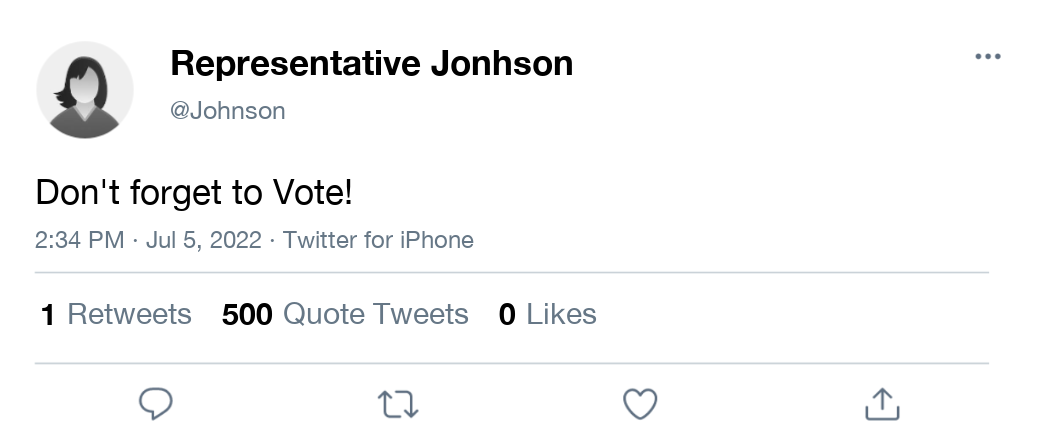 Representative Jonhson
@Johnson
Don't forget to Vote!
2:34 PM · Jul 5, 2022 · Twitter for iPhone
1 Retweets 500 Quote Tweets 0 Likes